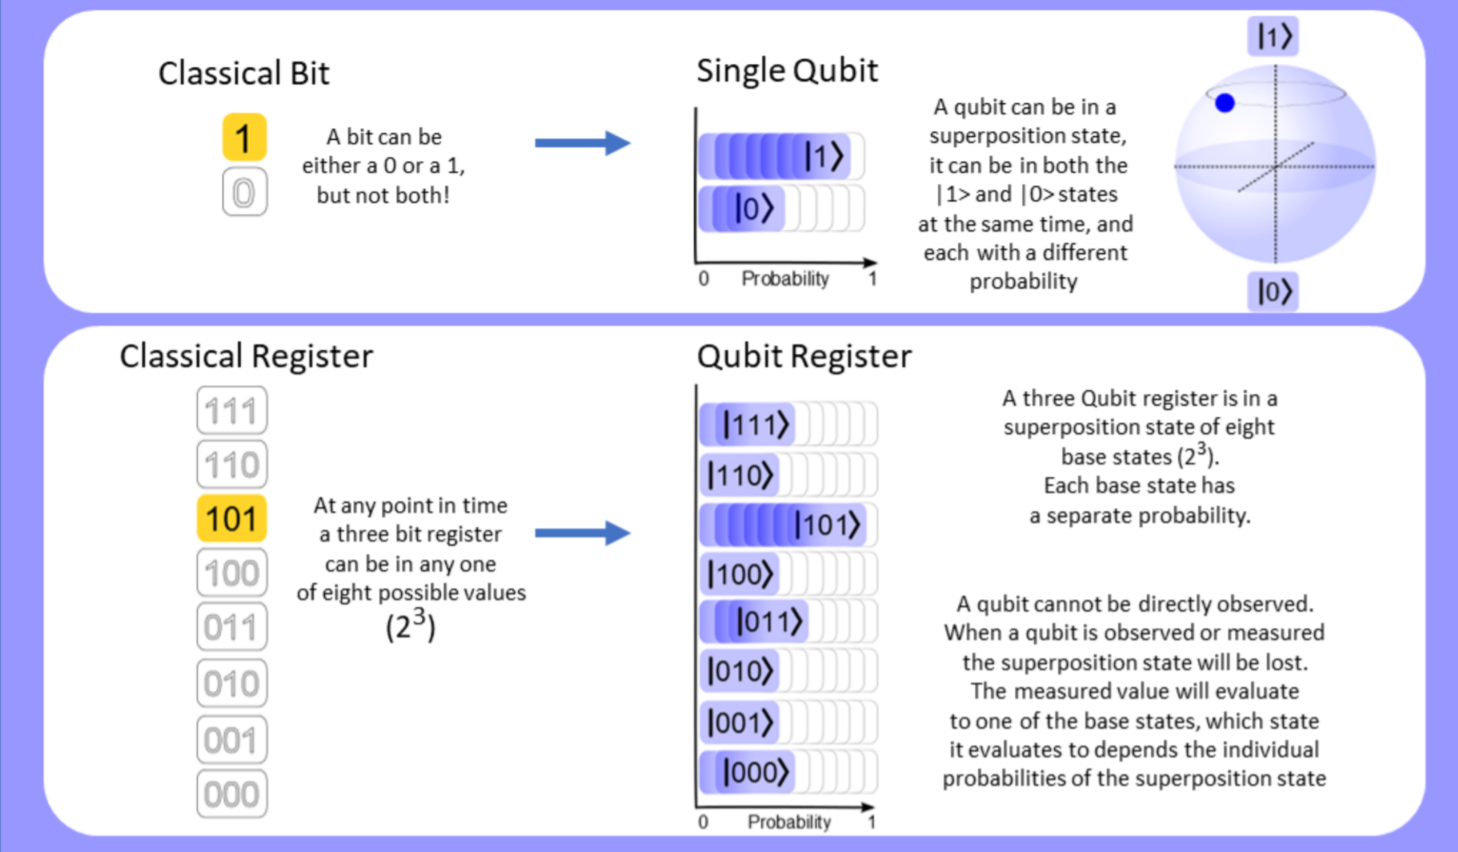 Classical Bit
1
0
A bit can be
either a 0 or a 1,
but not both!
Single Qubit
|1⟩
|0⟩
0 Probability 1
A qubit can be in a
superposition state,
it can be in both the
|1> and |0> states
at the same time, and
each with a different
probability
|1⟩
|0⟩
Classical Register
111
110
101
100
011
010
001
000
At any point in time
a three bit register
can be in any one
of eight possible values
(2³)
Qubit Register
|111⟩
|110⟩
|101⟩
|100⟩
|011⟩
|010⟩
|001⟩
|000⟩
0 Probability 1
A three Qubit register is in a
superposition state of eight
base states (2³).
Each base state has
a separate probability.
A qubit cannot be directly observed.
When a qubit is observed or measured
the superposition state will be lost.
The measured value will evaluate
to one of the base states, which state
it evaluates to depends the individual
probabilities of the superposition state